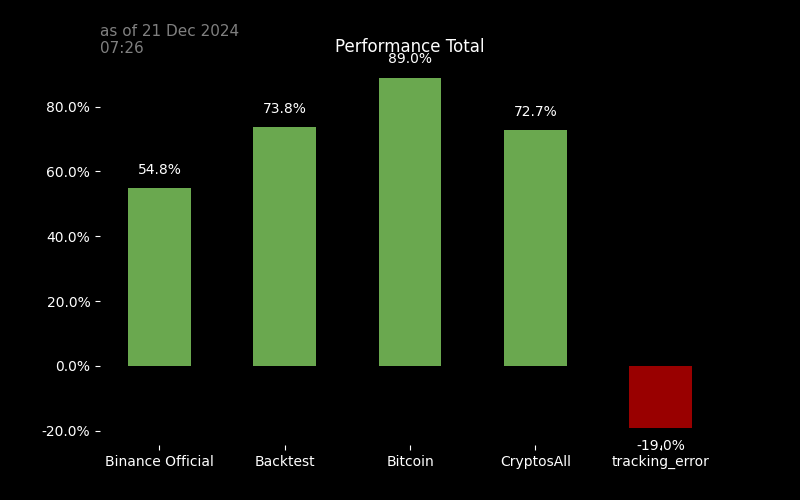 as of 21 Dec 2024
07:26
Performance Total
89.0%
80.0%
73.8%
72.7%
60.0%
54.8%
40.0%
20.0%
0.0%
-20.0%
-19.0%
Binance Official
Backtest
Bitcoin
CryptosAll
tracking_error